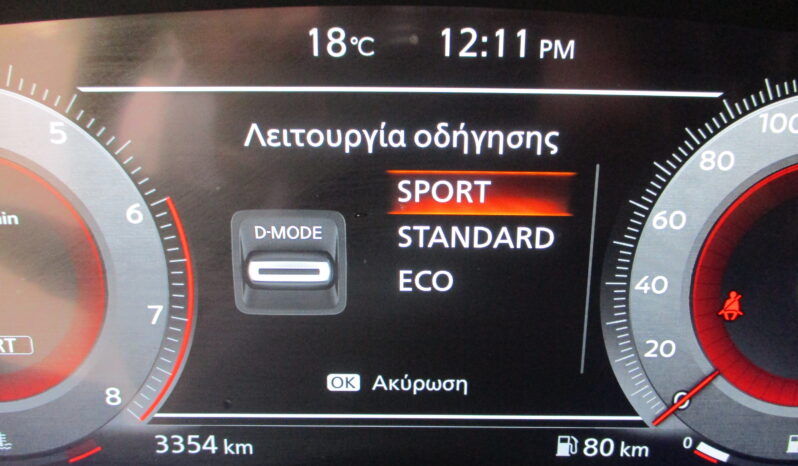 18°C 12:11 PM
Λειτουργία οδήγησης
SPORT
D-MODE
STANDARD
ECO
OK Ακύρωση
5
6
7
8
100
80
60
40
20
0
3354 km
80 km
0